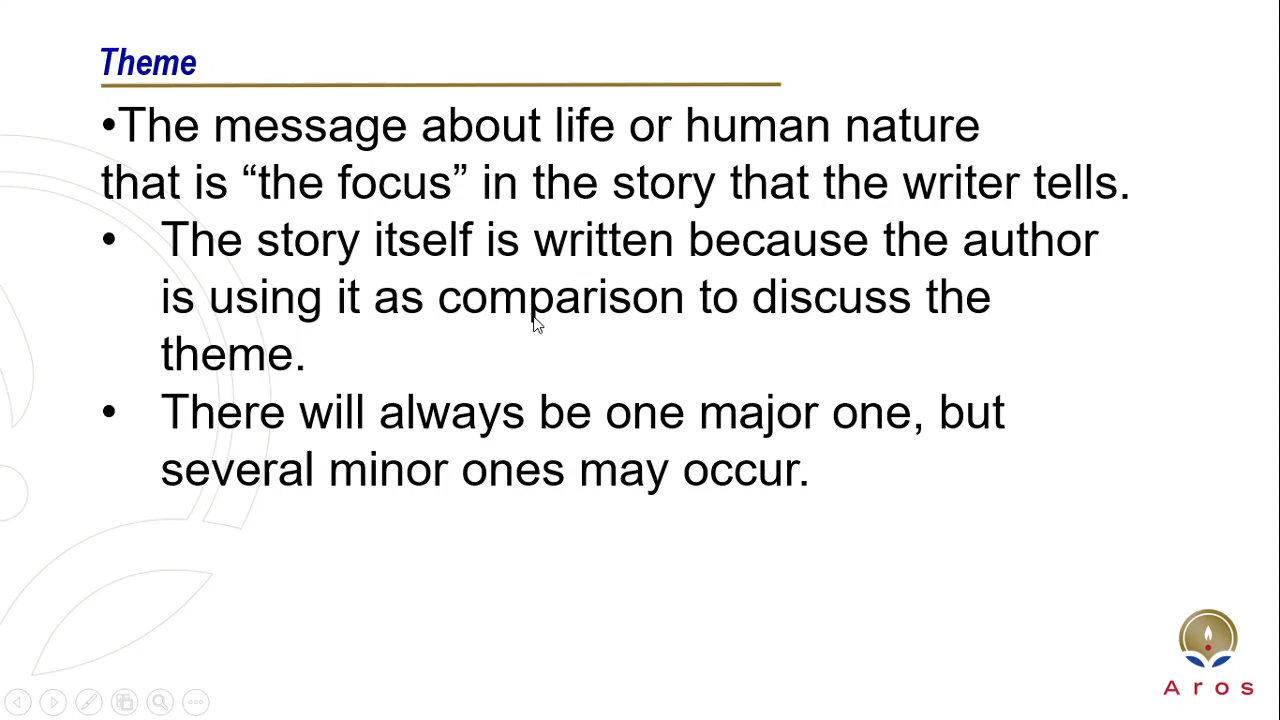 Theme
•The message about life or human nature
that is “the focus” in the story that the writer tells.
• The story itself is written because the author
is using it as comparison to discuss the
theme.
• There will always be one major one, but
several minor ones may occur.
Aros